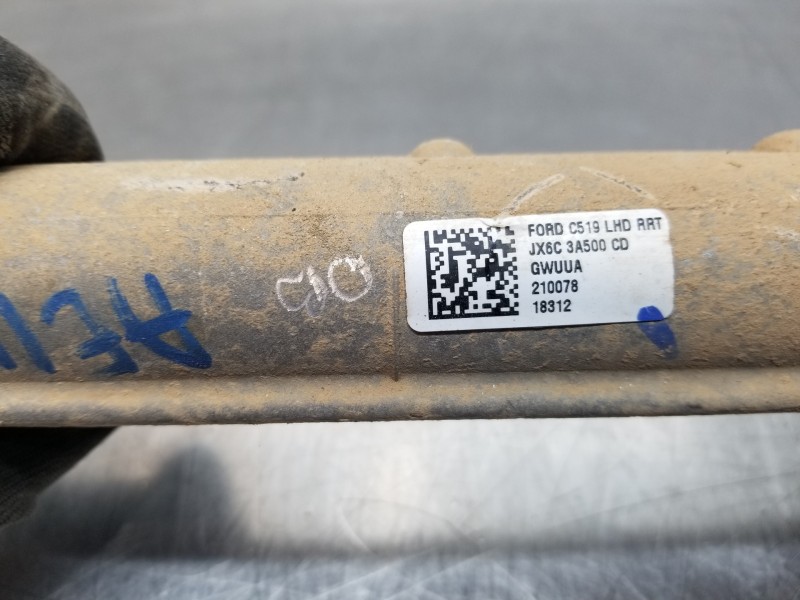 FORD C519 LHD RRT
JX6C 3A500 CD
GWUUA
210078
18312